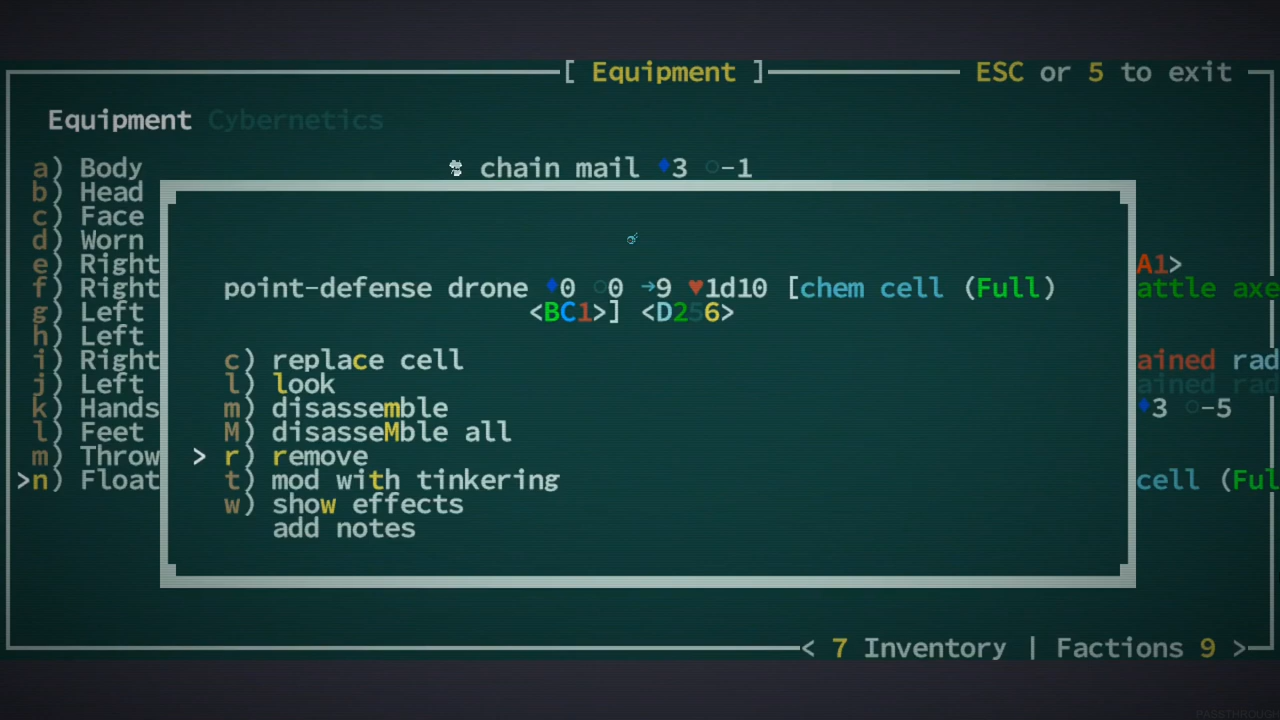 [ Equipment ] ESC or 5 to exit
Equipment Cybernetics
a) Body chain mail ♦3 ○-1
b) Head
c) Face
d) Worn
e) Right A1>
f) Right attle axe
g) Left
h) Left
i) Right ained rad
j) Left ained rad
k) Hands ♦3 ○-5
l) Feet
m) Throw
>n) Float cell (Ful
point-defense drone ♦0 ○0 →9 ♥1d10 [chem cell (Full)
<BC1>] <D256>
c) replace cell
l) look
m) disassemble
M) disasseMble all
> r) remove
t) mod with tinkering
w) show effects
add notes
< 7 Inventory | Factions 9 >